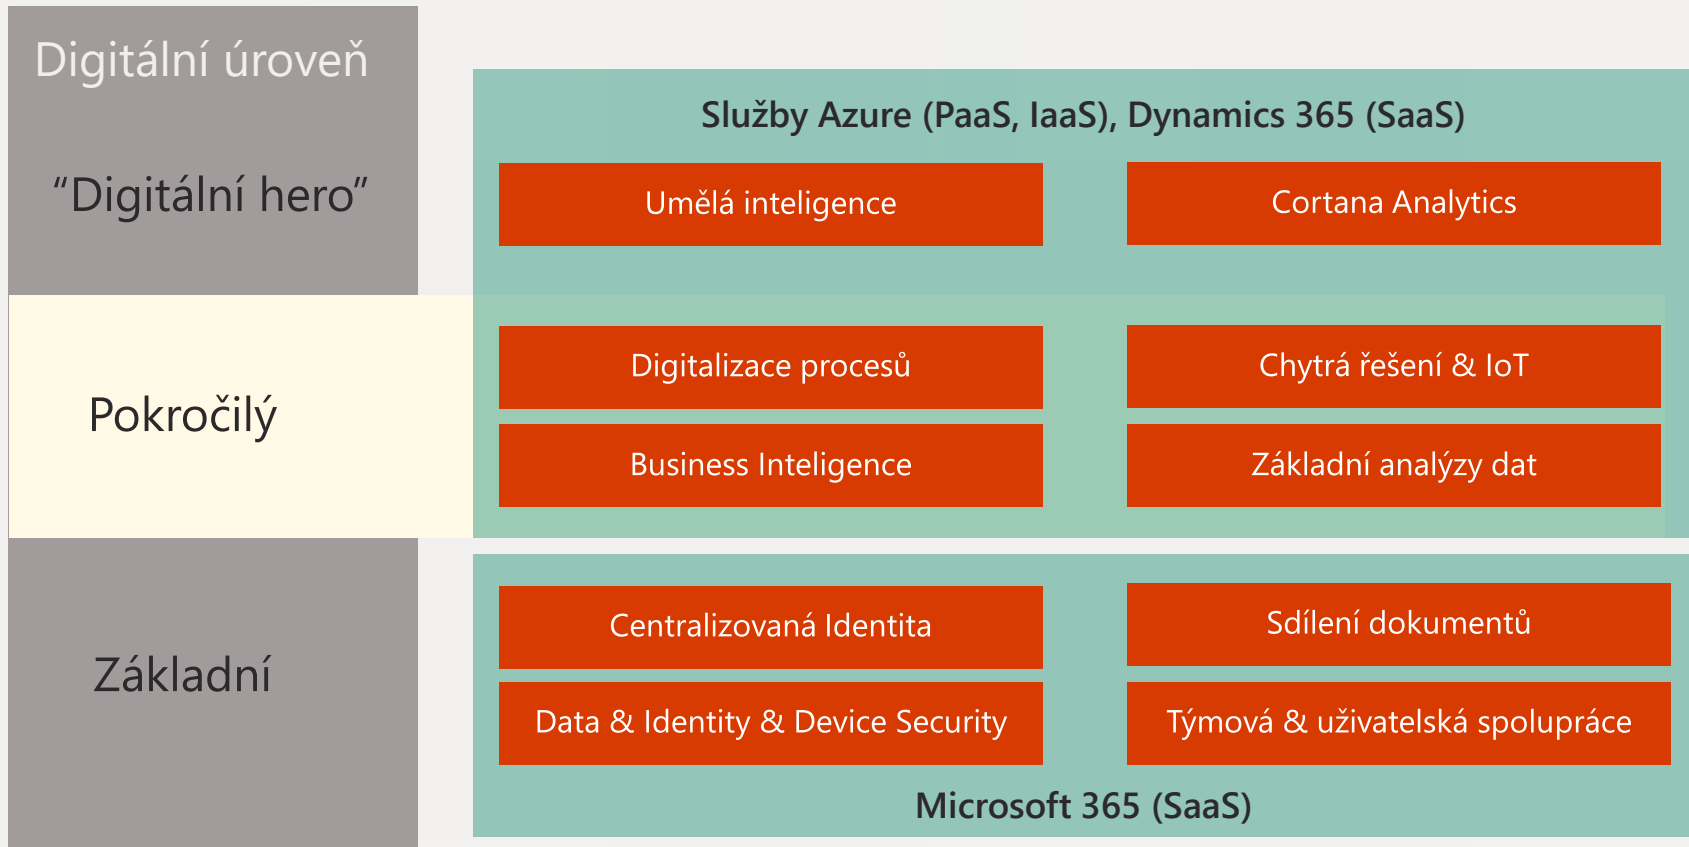 Digitální úroveň
Služby Azure (PaaS, IaaS), Dynamics 365 (SaaS)
“Digitální hero”
Umělá inteligence
Cortana Analytics
Pokročilý
Digitalizace procesů
Chytrá řešení & IoT
Business Inteligence
Základní analýzy dat
Základní
Centralizovaná Identita
Sdílení dokumentů
Data & Identity & Device Security
Týmová & uživatelská spolupráce
Microsoft 365 (SaaS)